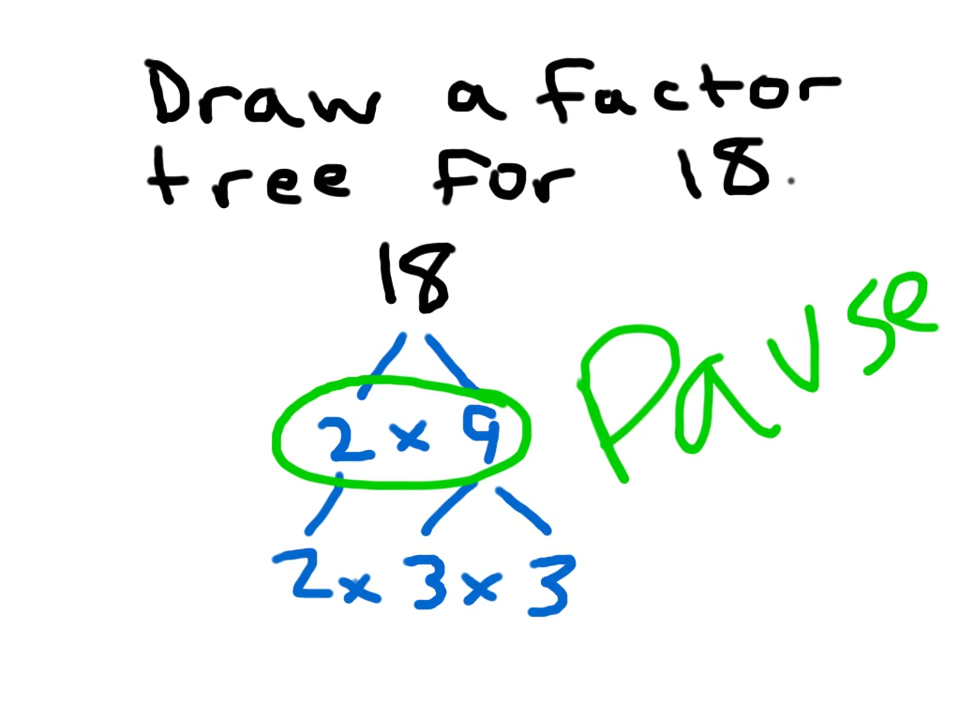 Draw a factor
tree for 18.
18
Pause
2 × 9
2 × 3 × 3